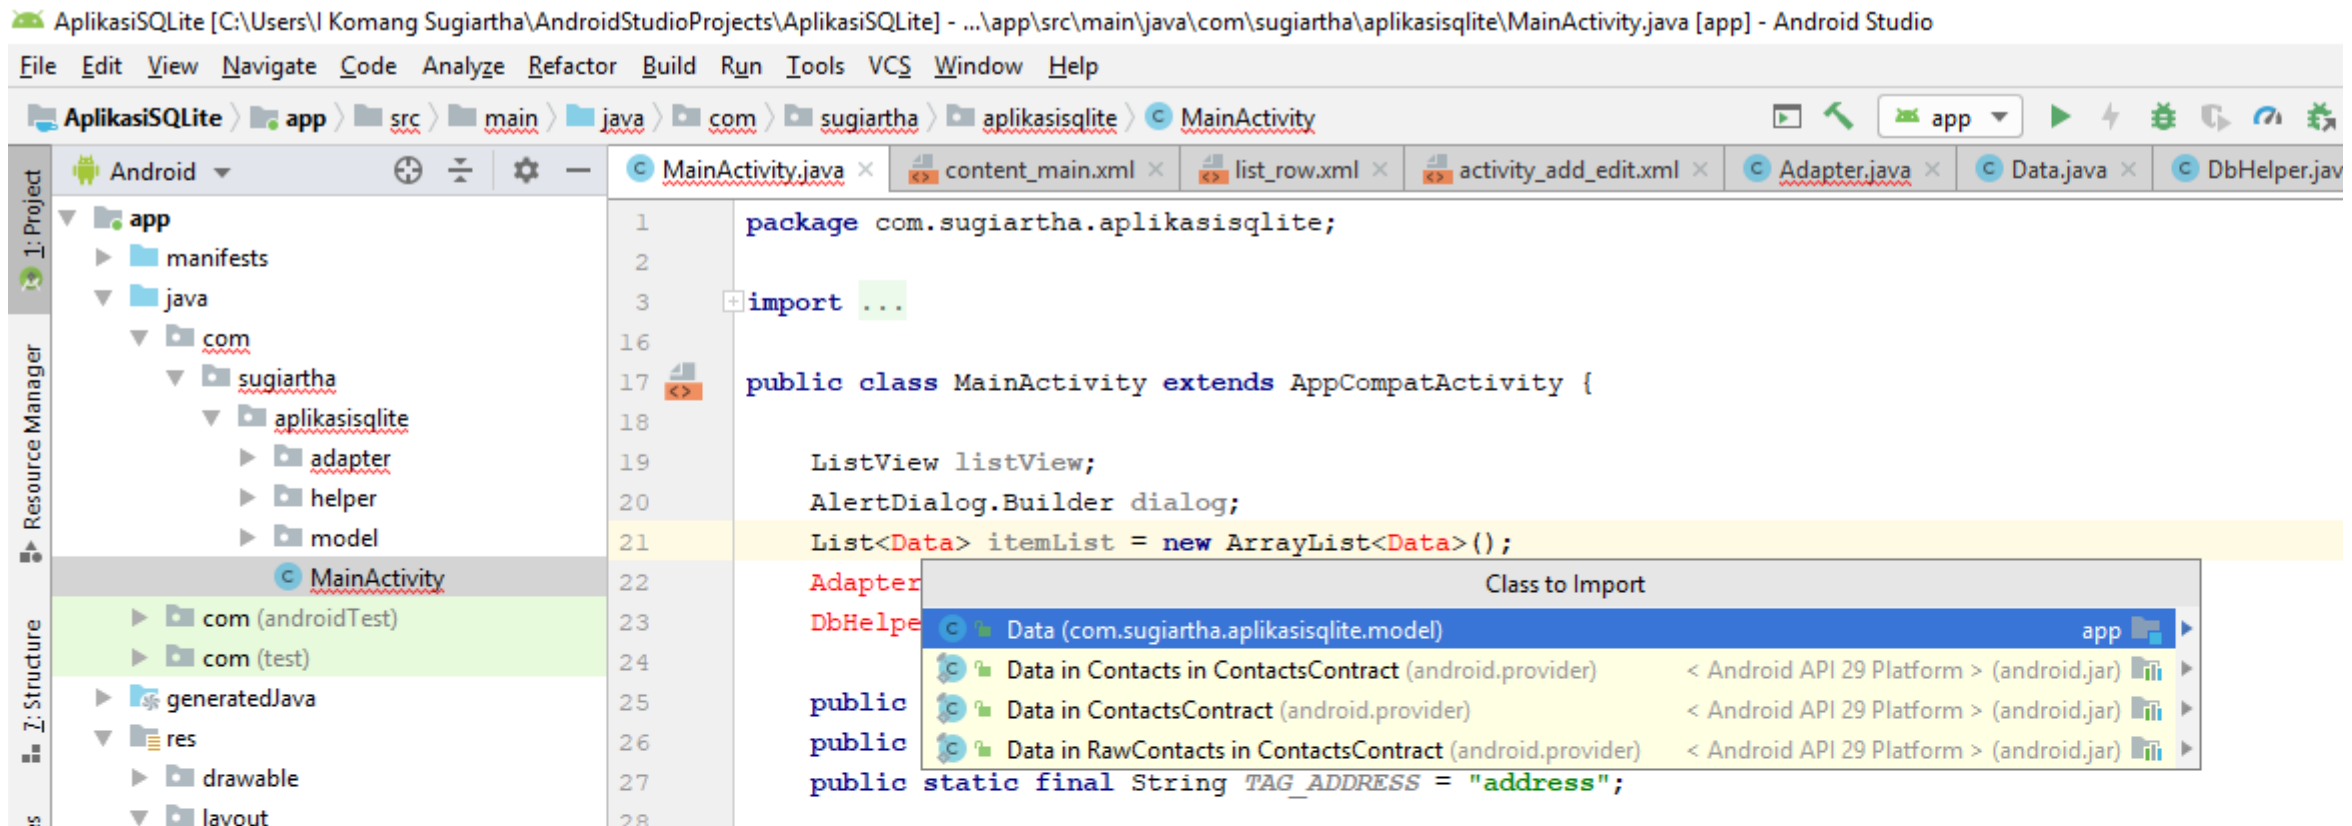 AplikasiSQLite [C:\Users\I Komang Sugiartha\AndroidStudioProjects\AplikasiSQLite] - ...\app\src\main\java\com\sugiartha\aplikasisqlite\MainActivity.java [app] - Android Studio
File Edit View Navigate Code Analyze Refactor Build Run Tools VCS Window Help
AplikasiSQLite app src main java com sugiartha aplikasisqlite MainActivity app
1: Project
Resource Manager
7: Structure
Android
app
manifests
java
com
sugiartha
aplikasisqlite
adapter
helper
model
MainActivity
com (androidTest)
com (test)
generatedJava
res
drawable
layout
MainActivity.java content_main.xml list_row.xml activity_add_edit.xml Adapter.java Data.java DbHelper.jav
1 package com.sugiartha.aplikasisqlite;
2
3 import ...
16
17 public class MainActivity extends AppCompatActivity {
18
19 ListView listView;
20 AlertDialog.Builder dialog;
21 List<Data> itemList = new ArrayList<Data>();
22 Adapter
23 DbHelpe
24
25 public
26 public
27 public static final String TAG_ADDRESS = "address";
28
Class to Import
Data (com.sugiartha.aplikasisqlite.model) app
Data in Contacts in ContactsContract (android.provider) < Android API 29 Platform > (android.jar)
Data in ContactsContract (android.provider) < Android API 29 Platform > (android.jar)
Data in RawContacts in ContactsContract (android.provider) < Android API 29 Platform > (android.jar)